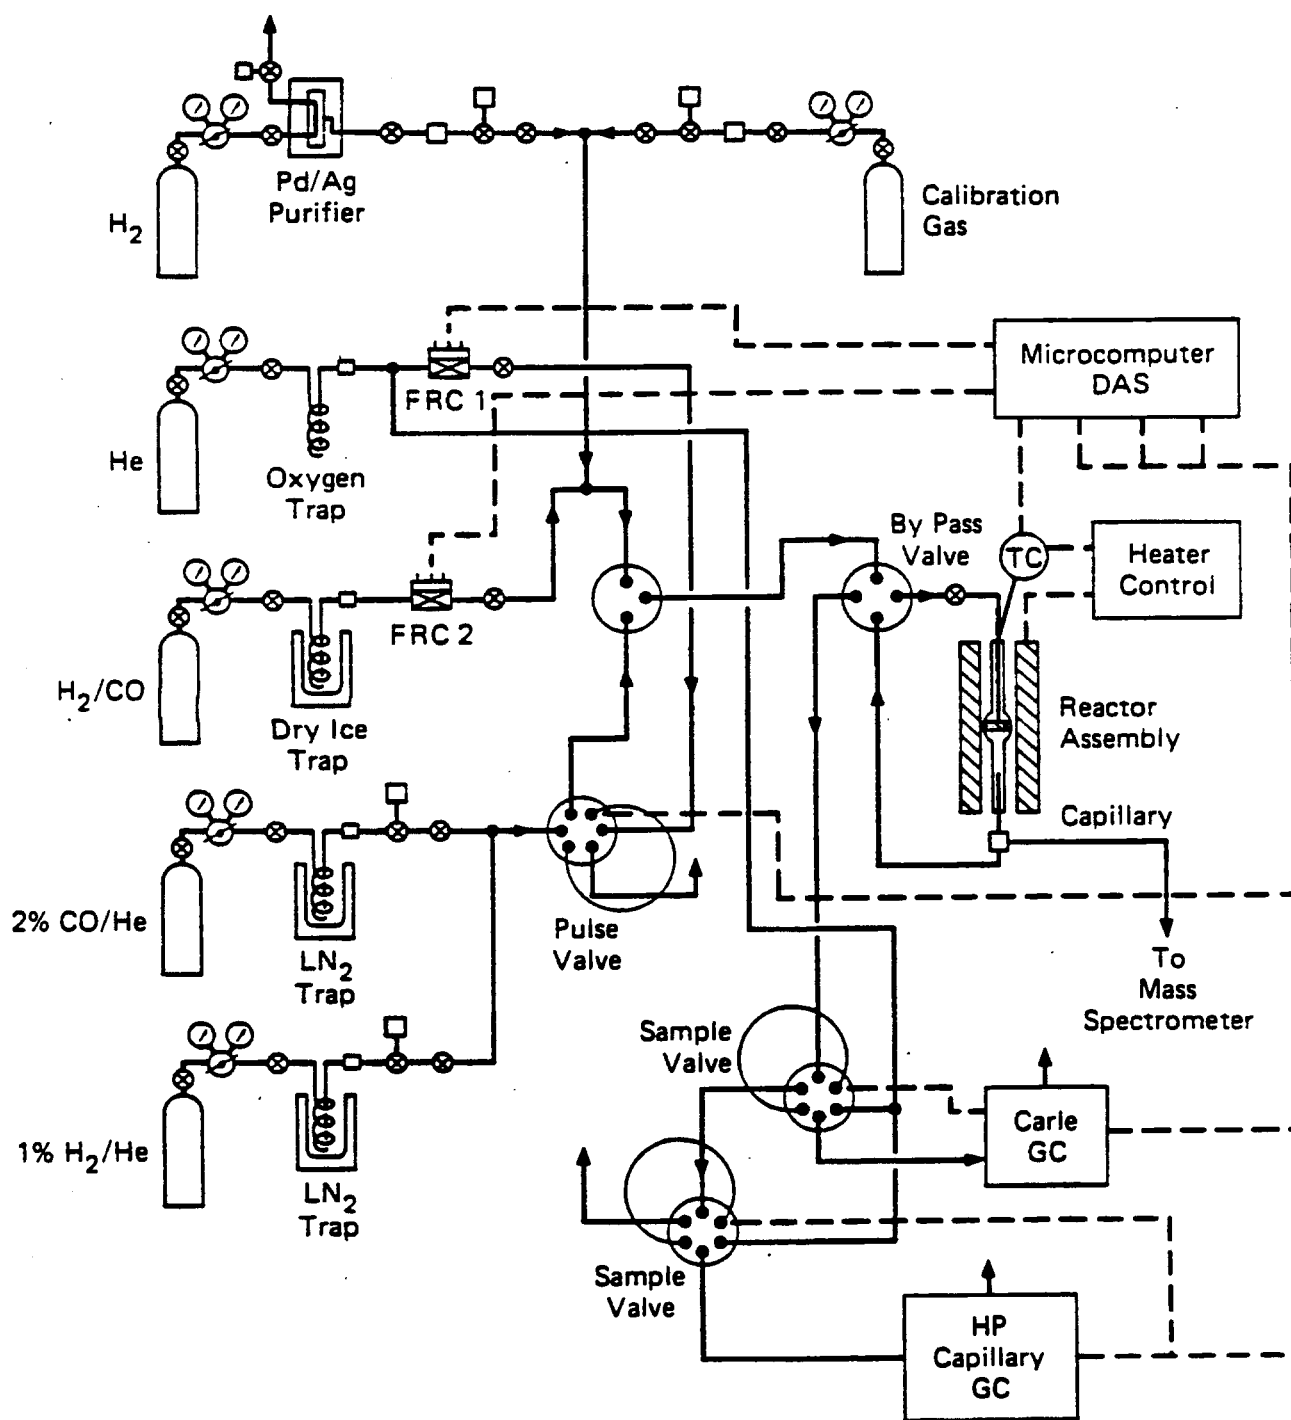 Pd/Ag
Purifier
H2
Calibration
Gas
Microcomputer
DAS
FRC 1
He
Oxygen
Trap
By Pass
Valve
TC
Heater
Control
FRC 2
H2/CO
Dry Ice
Trap
Reactor
Assembly
Capillary
2% CO/He
LN2
Trap
Pulse
Valve
To
Mass
Spectrometer
Sample
Valve
1% H2/He
LN2
Trap
Carle
GC
Sample
Valve
HP
Capillary
GC